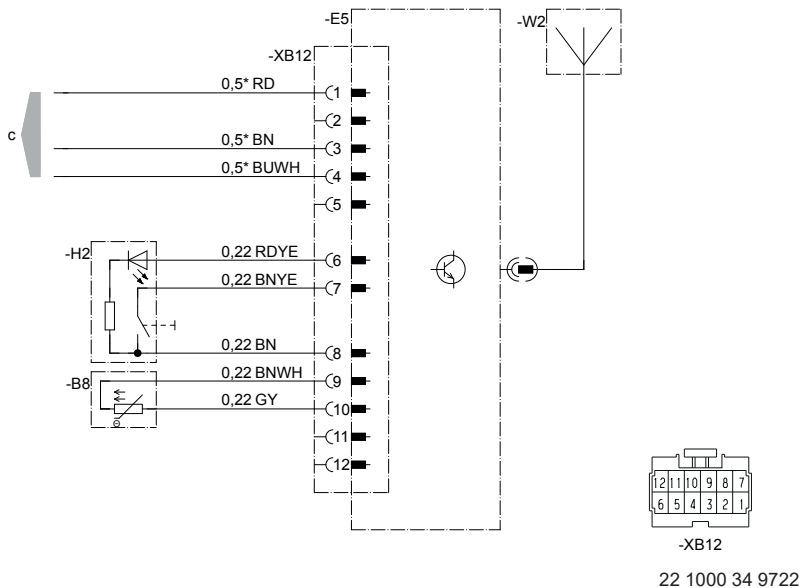 -E5
-W2
-XB12
0,5* RD
1
2
c
0,5* BN
3
0,5* BUWH
4
5
-H2
0,22 RDYE
6
0,22 BNYE
7
0,22 BN
8
-B8
0,22 BNWH
9
0,22 GY
10
11
12
12 11 10 9 8 7
6 5 4 3 2 1
-XB12
22 1000 34 9722